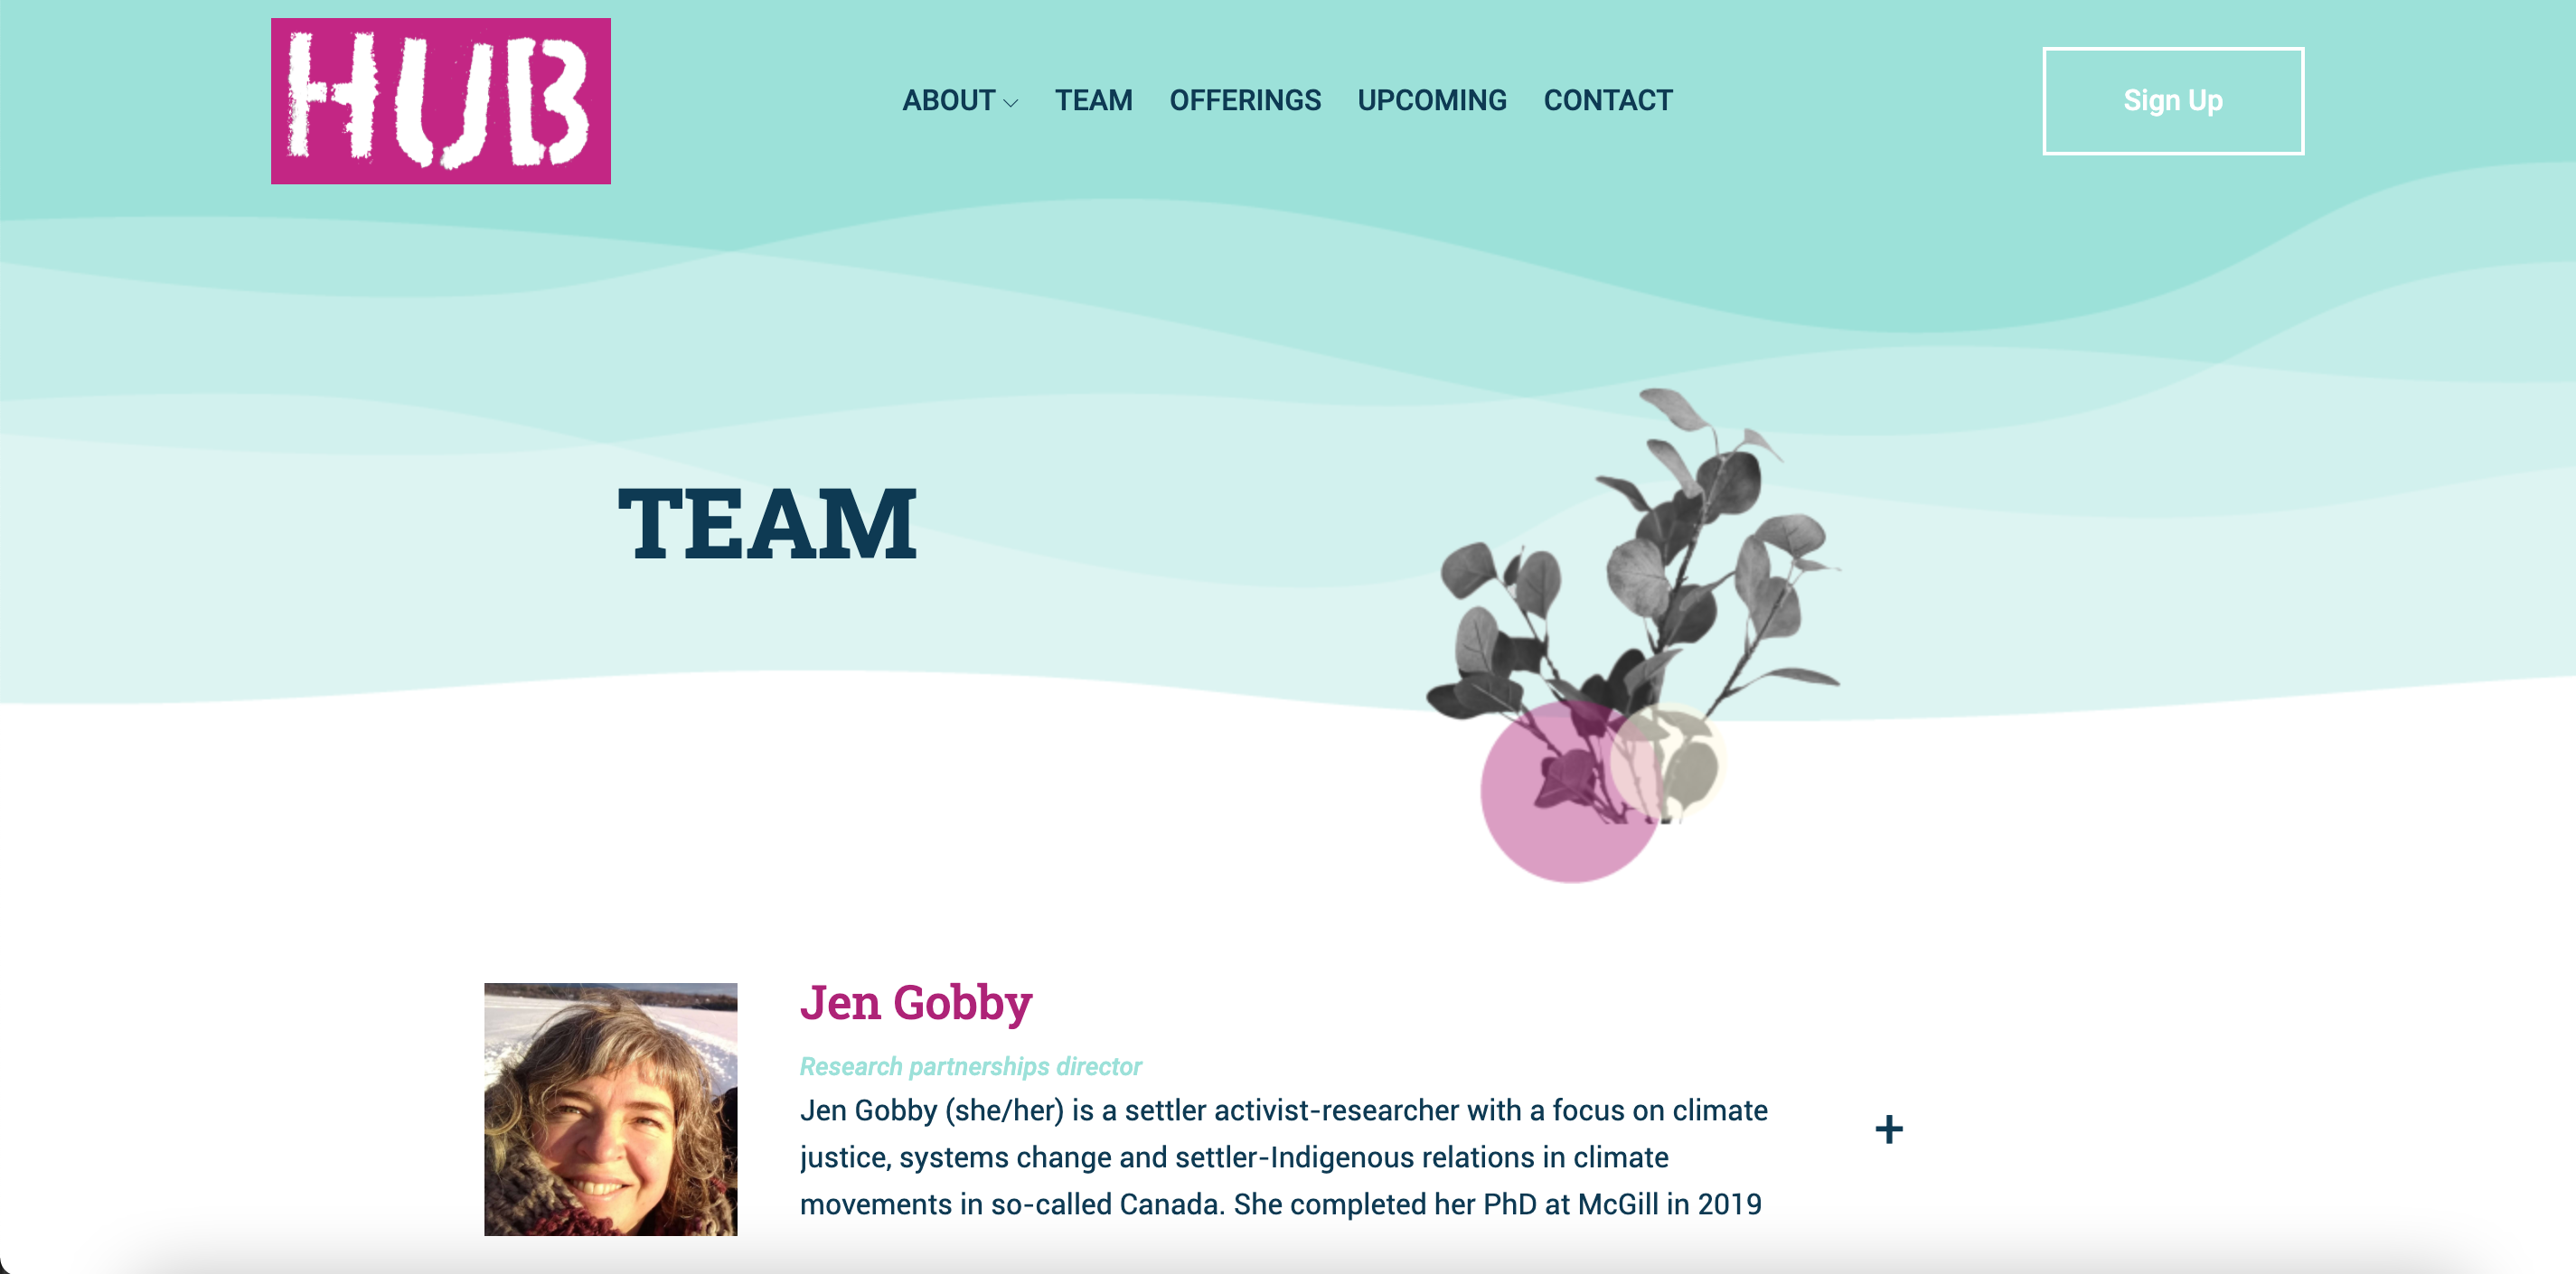 HUB
ABOUT TEAM OFFERINGS UPCOMING CONTACT
Sign Up
TEAM
Jen Gobby
Research partnerships director
Jen Gobby (she/her) is a settler activist-researcher with a focus on climate
justice, systems change and settler-Indigenous relations in climate
movements in so-called Canada. She completed her PhD at McGill in 2019
+